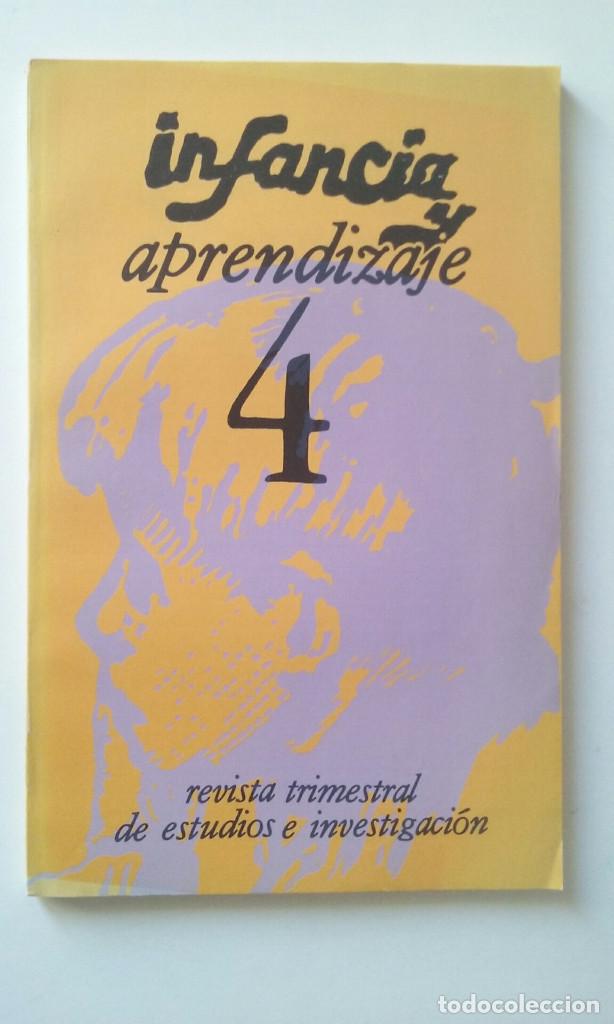 infancia
y
aprendizaje
4
revista trimestral
de estudios e investigación
todocoleccion